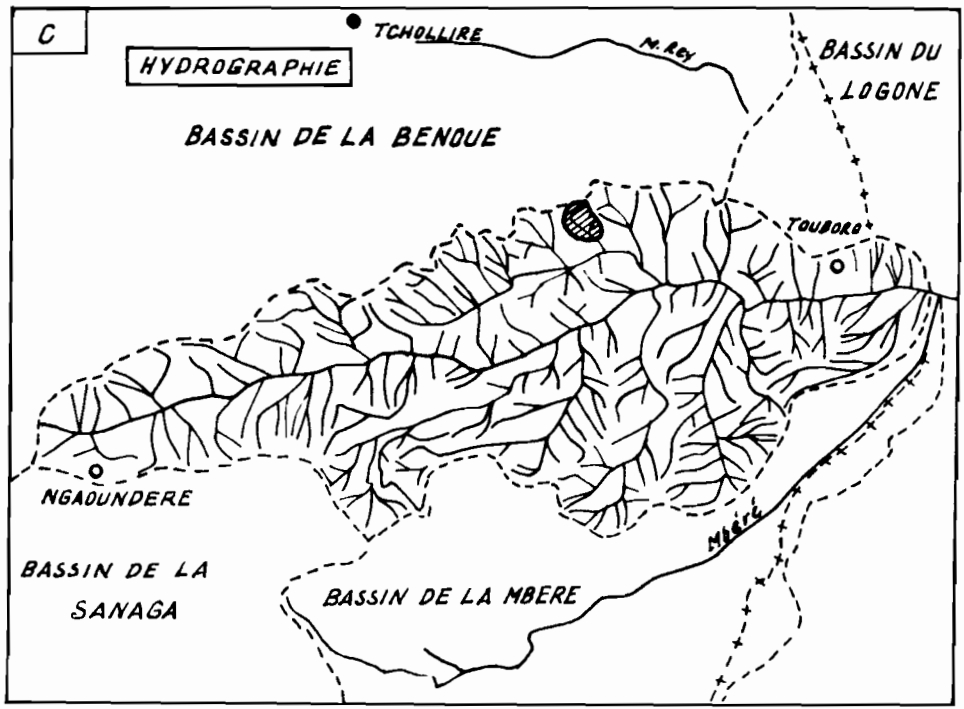 C
HYDROGRAPHIE
TCHOLLIRE
M. REY
BASSIN DU
LOGONE
BASSIN DE LA BENOUE
TOUBORO
NGAOUNDERE
BASSIN DE LA
SANAGA
BASSIN DE LA MBERE
Mbéré